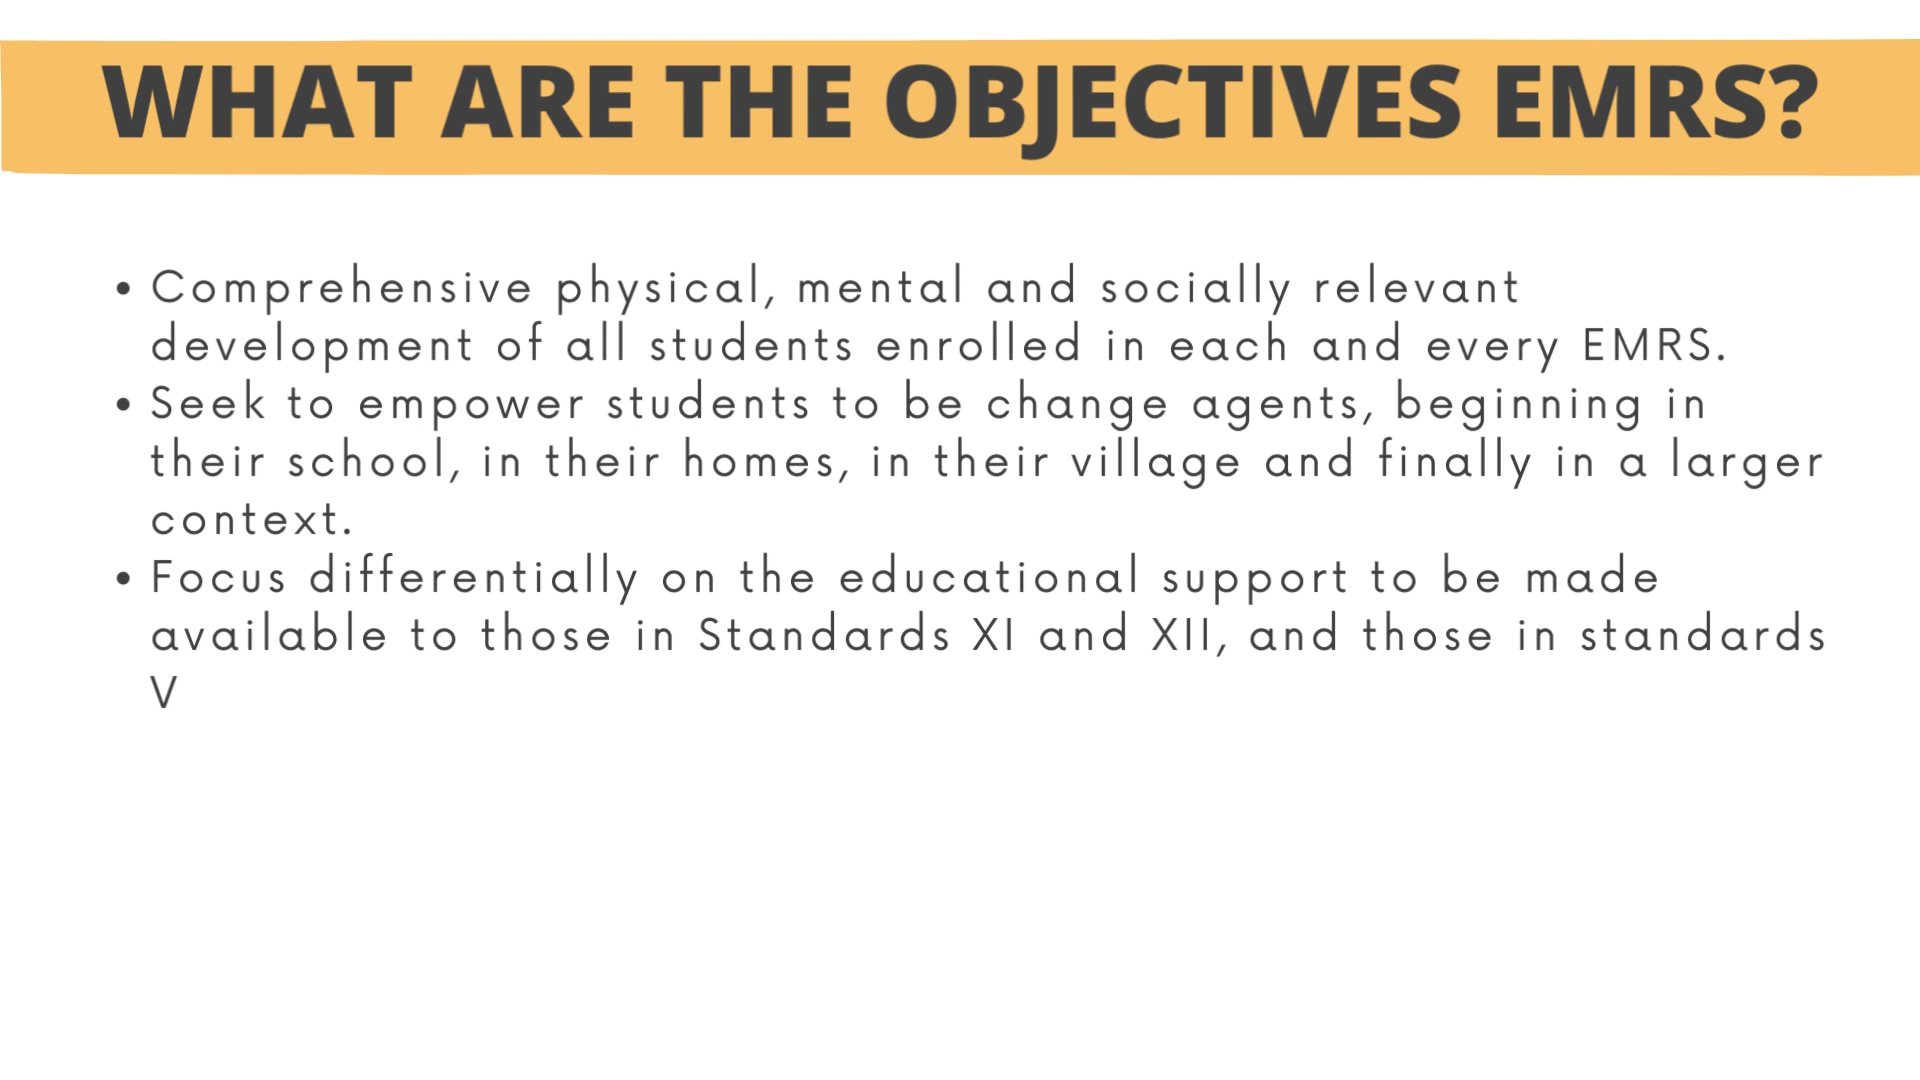 WHAT ARE THE OBJECTIVES EMRS?
• Comprehensive physical, mental and socially relevant
development of all students enrolled in each and every EMRS.
• Seek to empower students to be change agents, beginning in
their school, in their homes, in their village and finally in a larger
context.
• Focus differentially on the educational support to be made
available to those in Standards XI and XII, and those in standards
V